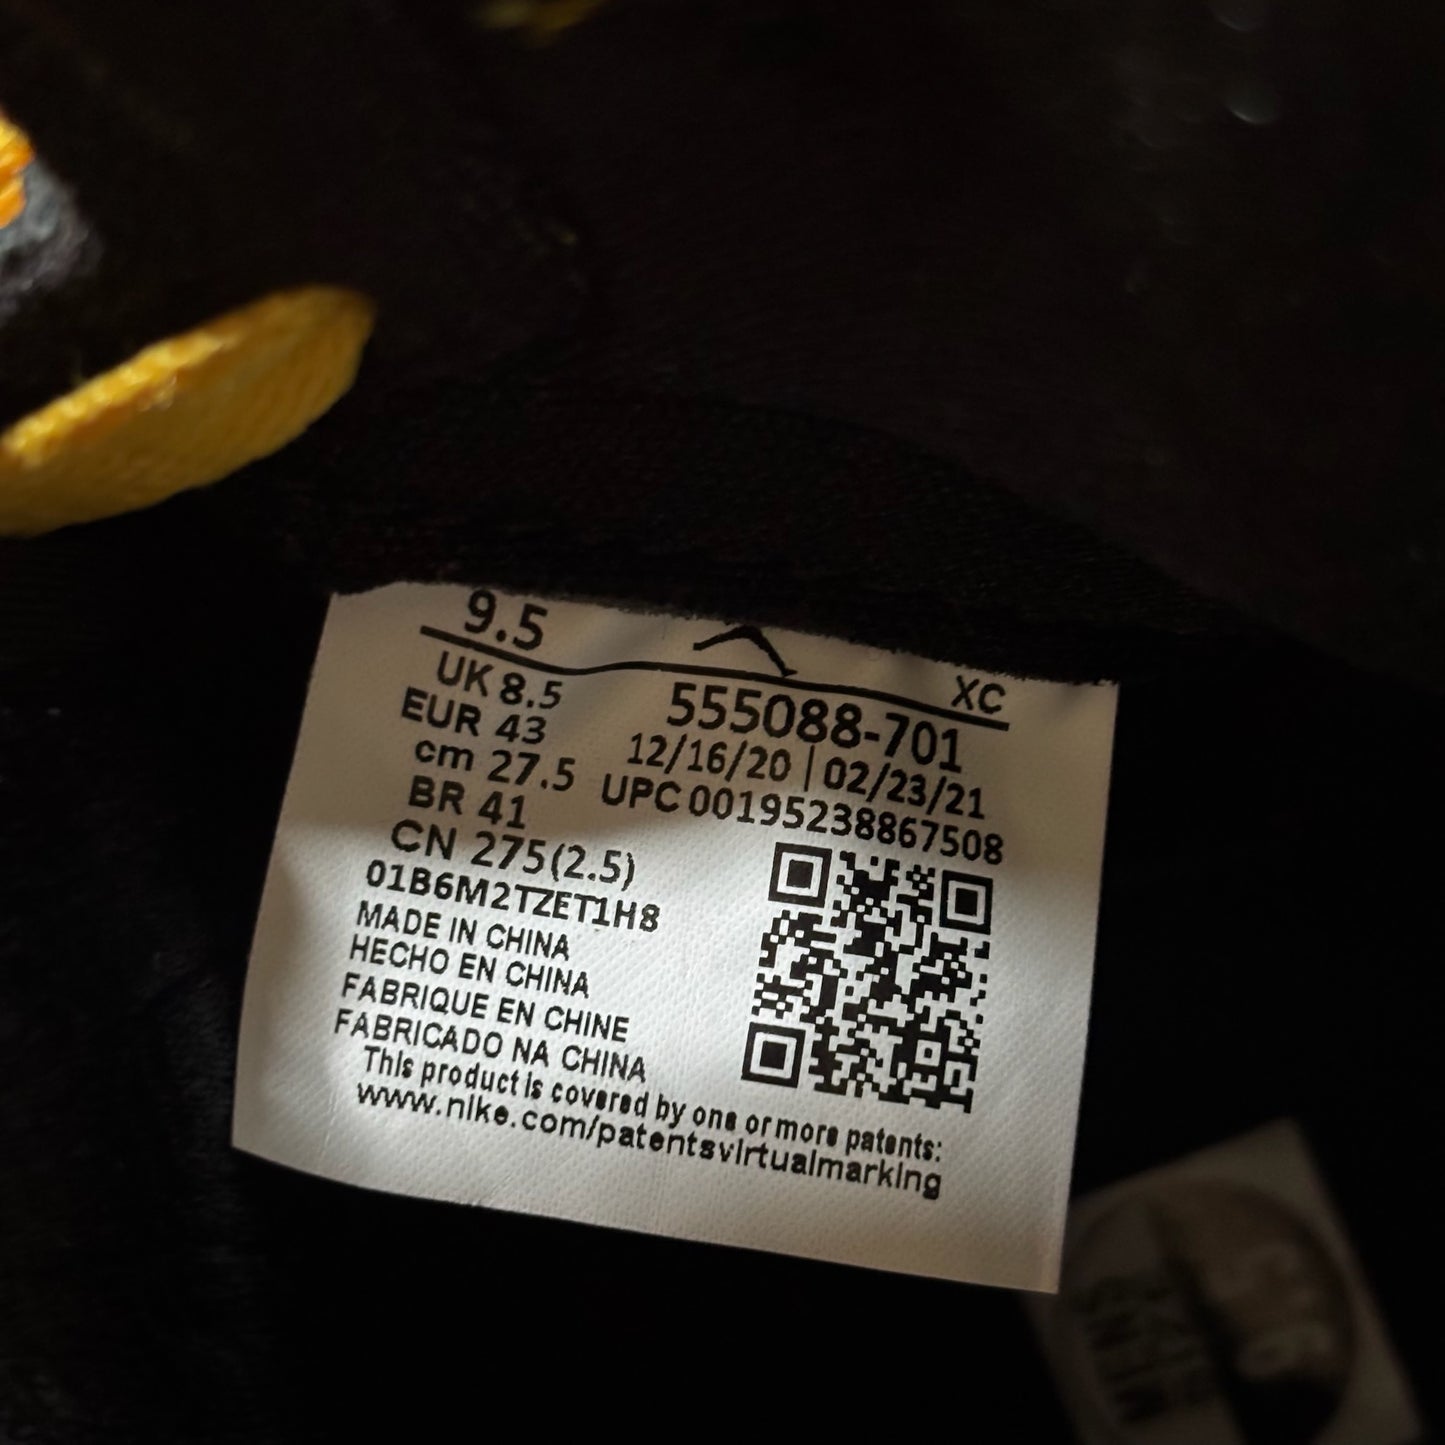 9.5
XC
UK 8.5
EUR 43
cm 27.5
BR 41
CN 275(2.5)
555088-701
12/16/20 | 02/23/21
UPC 00195238867508
01B6M2TZET1H8
MADE IN CHINA
HECHO EN CHINA
FABRIQUE EN CHINE
FABRICADO NA CHINA
This product is covered by one or more patents:
www.nike.com/patentsvirtualmarking